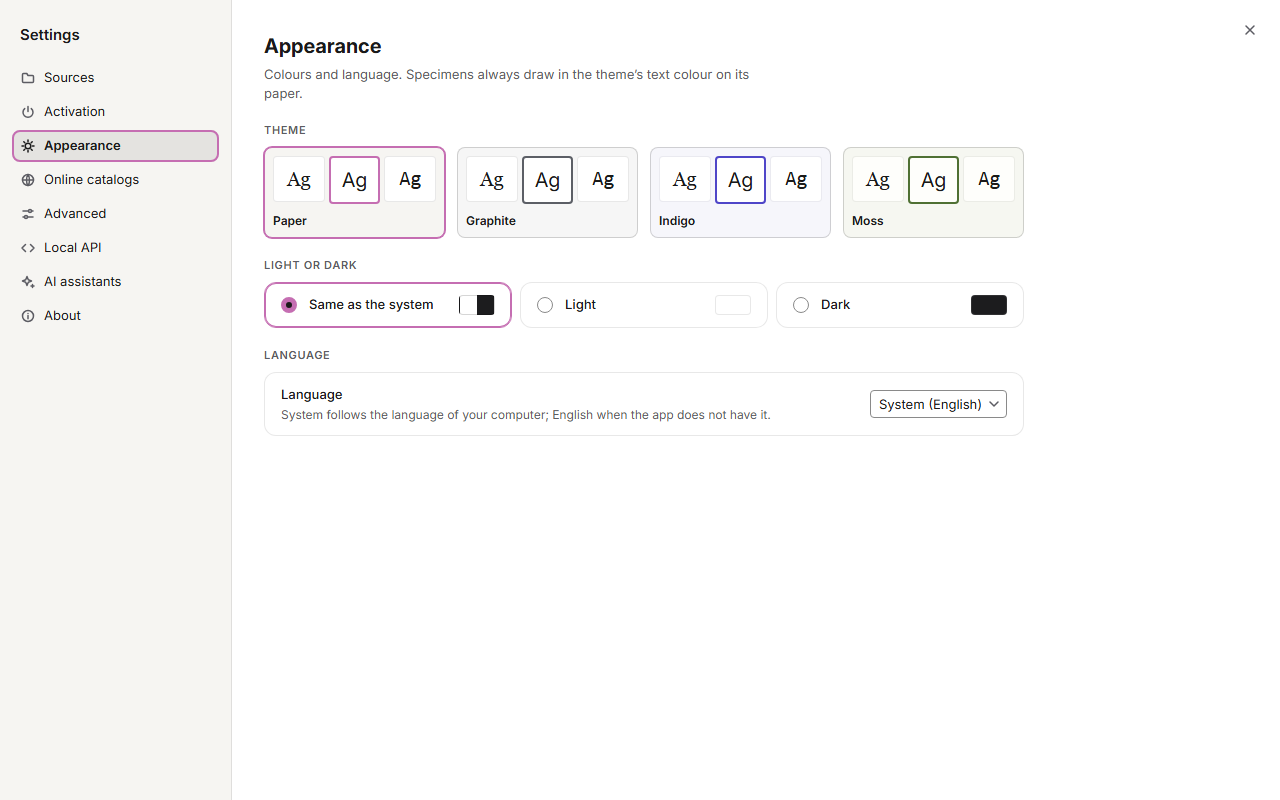 Settings
Sources
Activation
Appearance
Online catalogs
Advanced
Local API
AI assistants
About
Appearance
Colours and language. Specimens always draw in the theme’s text colour on its
paper.
THEME
Ag Ag Ag
Paper
Ag Ag Ag
Graphite
Ag Ag Ag
Indigo
Ag Ag Ag
Moss
LIGHT OR DARK
Same as the system
Light
Dark
LANGUAGE
Language
System follows the language of your computer; English when the app does not have it.
System (English)